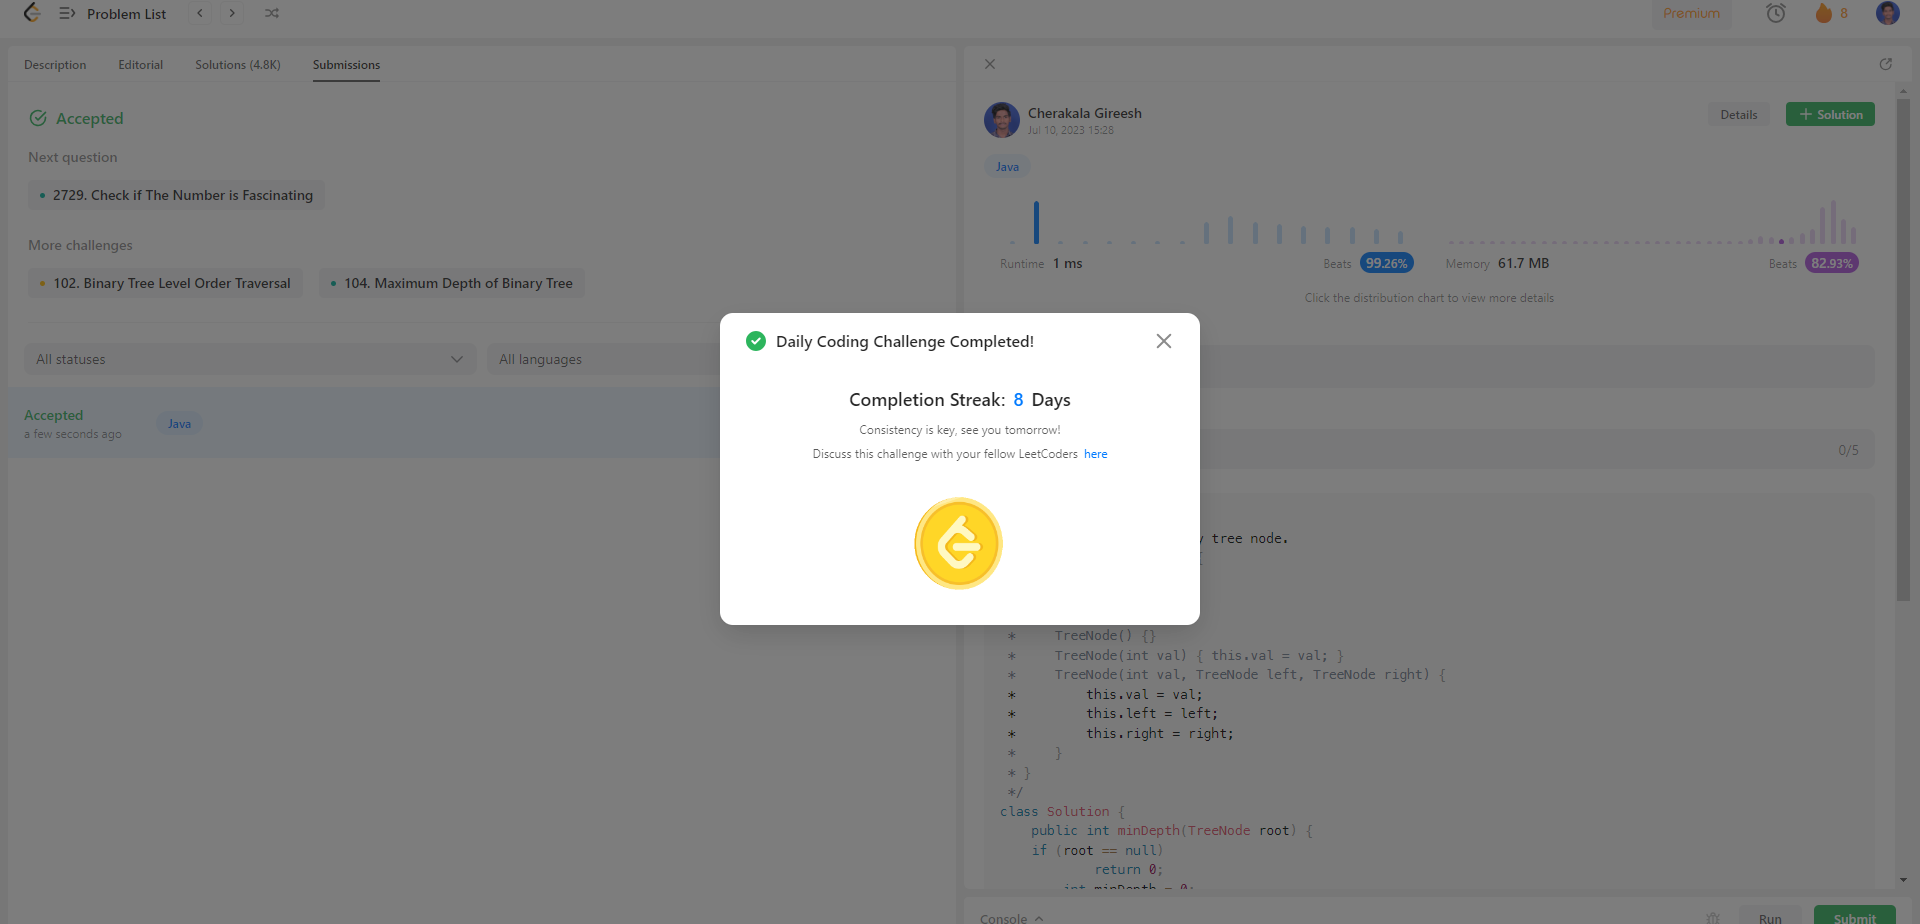 Problem List
Premium
8
Description
Editorial
Solutions (4.8K)
Submissions
Accepted
Next question
2729. Check if The Number is Fascinating
More challenges
102. Binary Tree Level Order Traversal
104. Maximum Depth of Binary Tree
All statuses
All languages
Accepted
a few seconds ago
Java
Cherakala Gireesh
Jul 10, 2023 15:28
Details
+ Solution
Java
Runtime 1 ms
Beats 99.26%
Memory 61.7 MB
Beats 82.93%
Click the distribution chart to view more details
Daily Coding Challenge Completed!
Completion Streak: 8 Days
Consistency is key, see you tomorrow!
Discuss this challenge with your fellow LeetCoders here
0/5
tree node.
*     TreeNode() {}
*     TreeNode(int val) { this.val = val; }
*     TreeNode(int val, TreeNode left, TreeNode right) {
*         this.val = val;
*         this.left = left;
*         this.right = right;
*     }
* }
*/
class Solution {
    public int minDepth(TreeNode root) {
    if (root == null)
            return 0;
        int minDepth = 0;
Console
Run
Submit